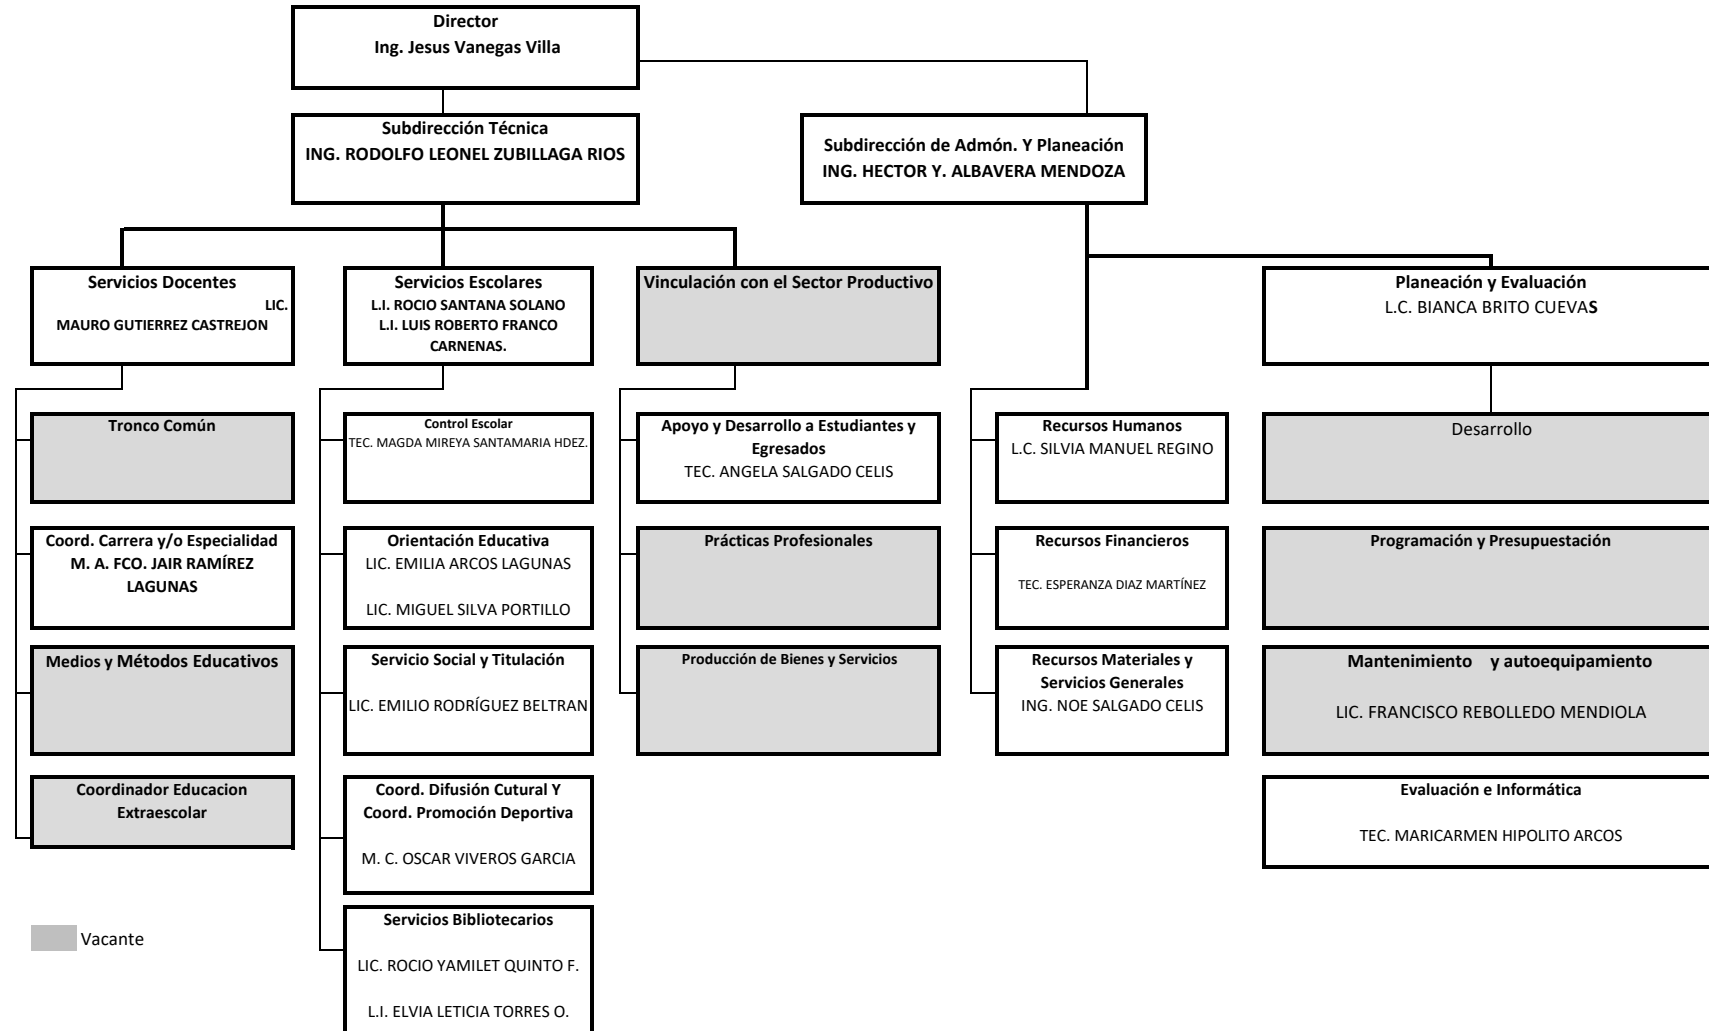 Director
Ing. Jesus Vanegas Villa
Subdirección Técnica
ING. RODOLFO LEONEL ZUBILLAGA RIOS
Subdirección de Admón. Y Planeación
ING. HECTOR Y. ALBAVERA MENDOZA
Servicios Docentes
LIC.
MAURO GUTIERREZ CASTREJON
Servicios Escolares
L.I. ROCIO SANTANA SOLANO
L.I. LUIS ROBERTO FRANCO
CARNENAS.
Vinculación con el Sector Productivo
Planeación y Evaluación
L.C. BIANCA BRITO CUEVAS
Tronco Común
Control Escolar
TEC. MAGDA MIREYA SANTAMARIA HDEZ.
Apoyo y Desarrollo a Estudiantes y
Egresados
TEC. ANGELA SALGADO CELIS
Recursos Humanos
L.C. SILVIA MANUEL REGINO
Desarrollo
Coord. Carrera y/o Especialidad
M. A. FCO. JAIR RAMÍREZ
LAGUNAS
Orientación Educativa
LIC. EMILIA ARCOS LAGUNAS
LIC. MIGUEL SILVA PORTILLO
Prácticas Profesionales
Recursos Financieros
TEC. ESPERANZA DIAZ MARTÍNEZ
Programación y Presupuestación
Medios y Métodos Educativos
Servicio Social y Titulación
LIC. EMILIO RODRÍGUEZ BELTRAN
Producción de Bienes y Servicios
Recursos Materiales y
Servicios Generales
ING. NOE SALGADO CELIS
Mantenimiento y autoequipamiento
LIC. FRANCISCO REBOLLEDO MENDIOLA
Coordinador Educacion
Extraescolar
Coord. Difusión Cutural Y
Coord. Promoción Deportiva
M. C. OSCAR VIVEROS GARCIA
Evaluación e Informática
TEC. MARICARMEN HIPOLITO ARCOS
Servicios Bibliotecarios
LIC. ROCIO YAMILET QUINTO F.
L.I. ELVIA LETICIA TORRES O.
Vacante